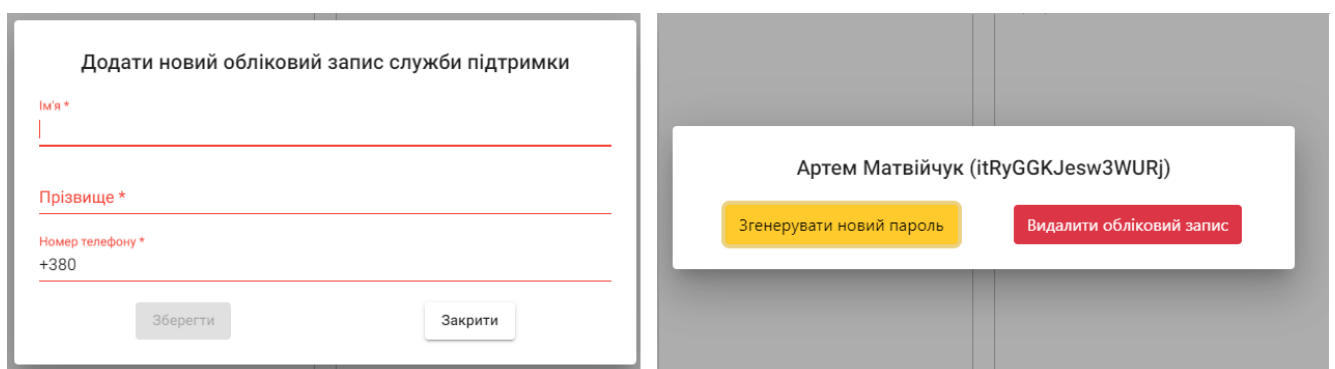 Додати новий обліковий запис служби підтримки
Ім'я *
Прізвище *
Номер телефону *
+380
Зберегти
Закрити
Артем Матвійчук (itRyGGKJesw3WURj)
Згенерувати новий пароль
Видалити обліковий запис